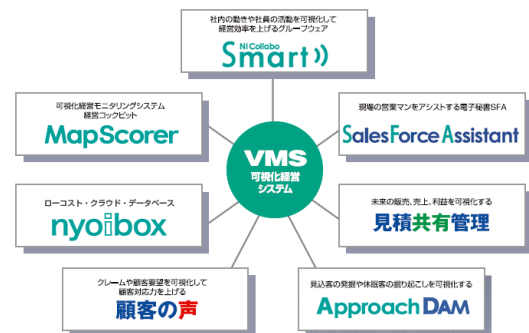 社内の動きや社員の活動を可視化して
経営効率を上げるグループウェア
NI Collabo
Smart
可視化経営モニタリングシステム
経営コックピット
MapScorer
現場の営業マンをアシストする電子秘書SFA
SalesForce Assistant
VMS
可視化経営
システム
ローコスト・クラウド・データベース
nyoibox
未来の販売、売上、利益を可視化する
見積共有管理
クレームや顧客要望を可視化して
顧客対応力を上げる
顧客の声
見込客の発掘や休眠客の掘り起こしを可視化する
Approach DAM